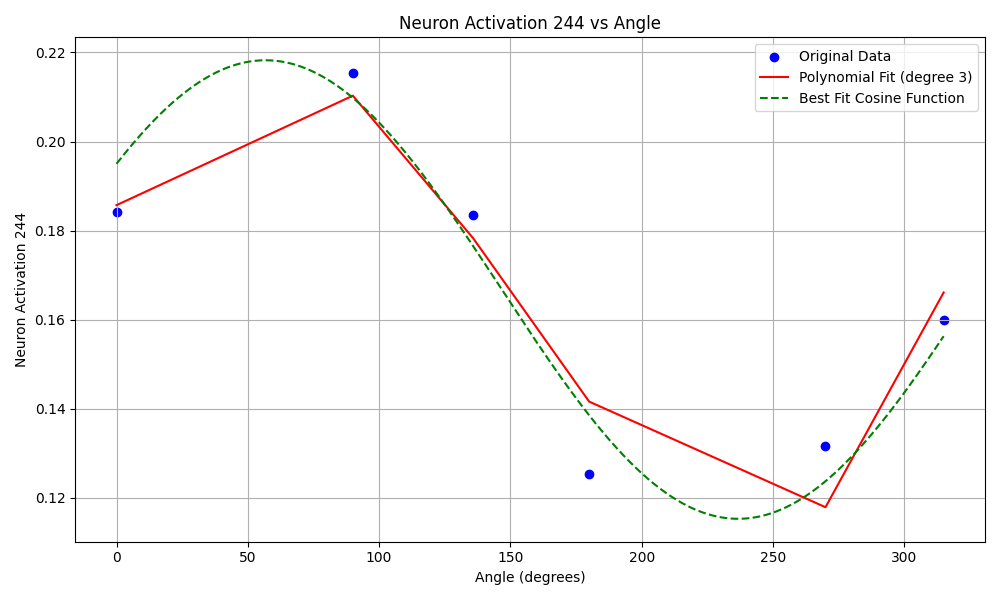 Neuron Activation 244 vs Angle
Original Data
Polynomial Fit (degree 3)
Best Fit Cosine Function
Neuron Activation 244
0.22
0.20
0.18
0.16
0.14
0.12
0 50 100 150 200 250 300
Angle (degrees)